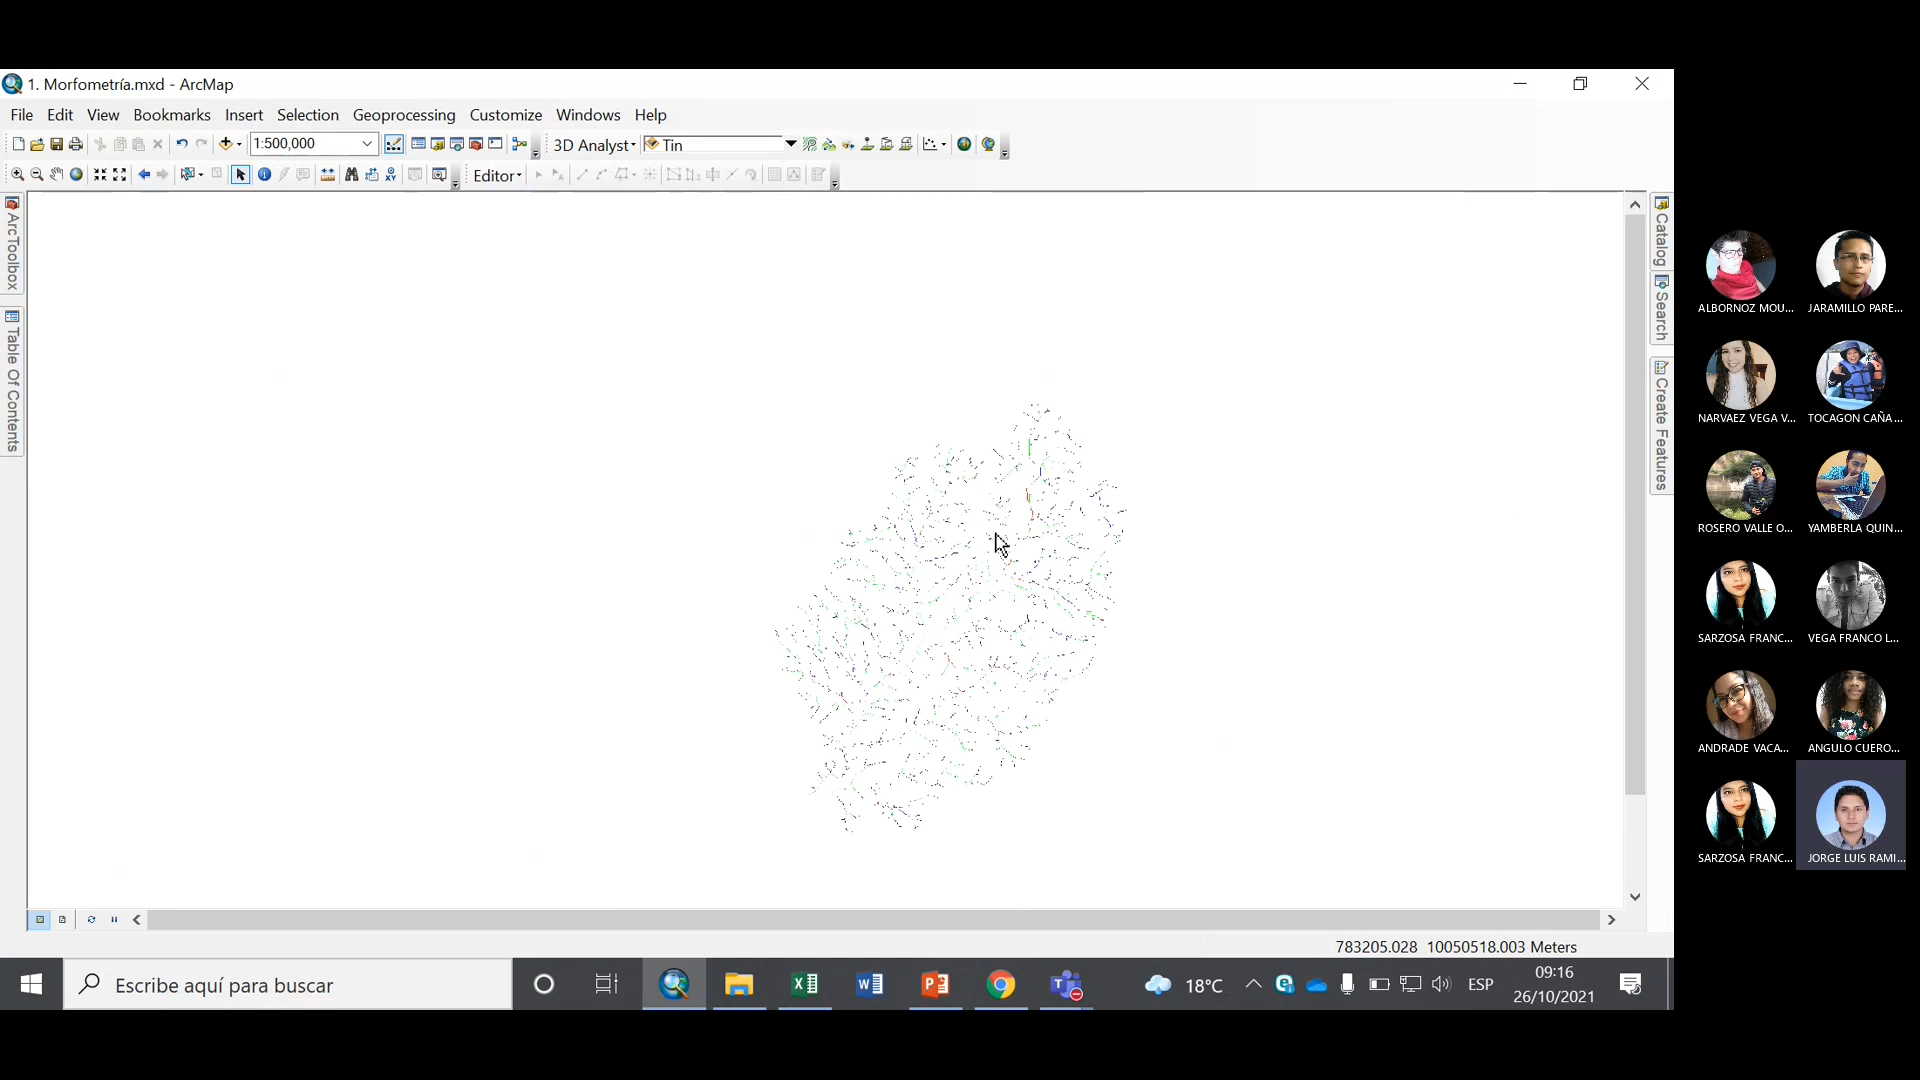 1. Morfometría.mxd - ArcMap
File Edit View Bookmarks Insert Selection Geoprocessing Customize Windows Help
1:500,000
3D Analyst
Tin
Editor
ArcToolbox
Table Of Contents
Catalog
Search
Create Features
ALBORNOZ MOU...
JARAMILLO PARE...
NARVAEZ VEGA V...
TOCAGON CAÑA...
ROSERO VALLE O...
YAMBERLA QUIN...
SARZOSA FRANC...
VEGA FRANCO L...
ANDRADE VACA...
ANGULO CUERO...
SARZOSA FRANC...
JORGE LUIS RAMI...
783205.028 10050518.003 Meters
Escribe aquí para buscar
18°C
ESP
09:16
26/10/2021